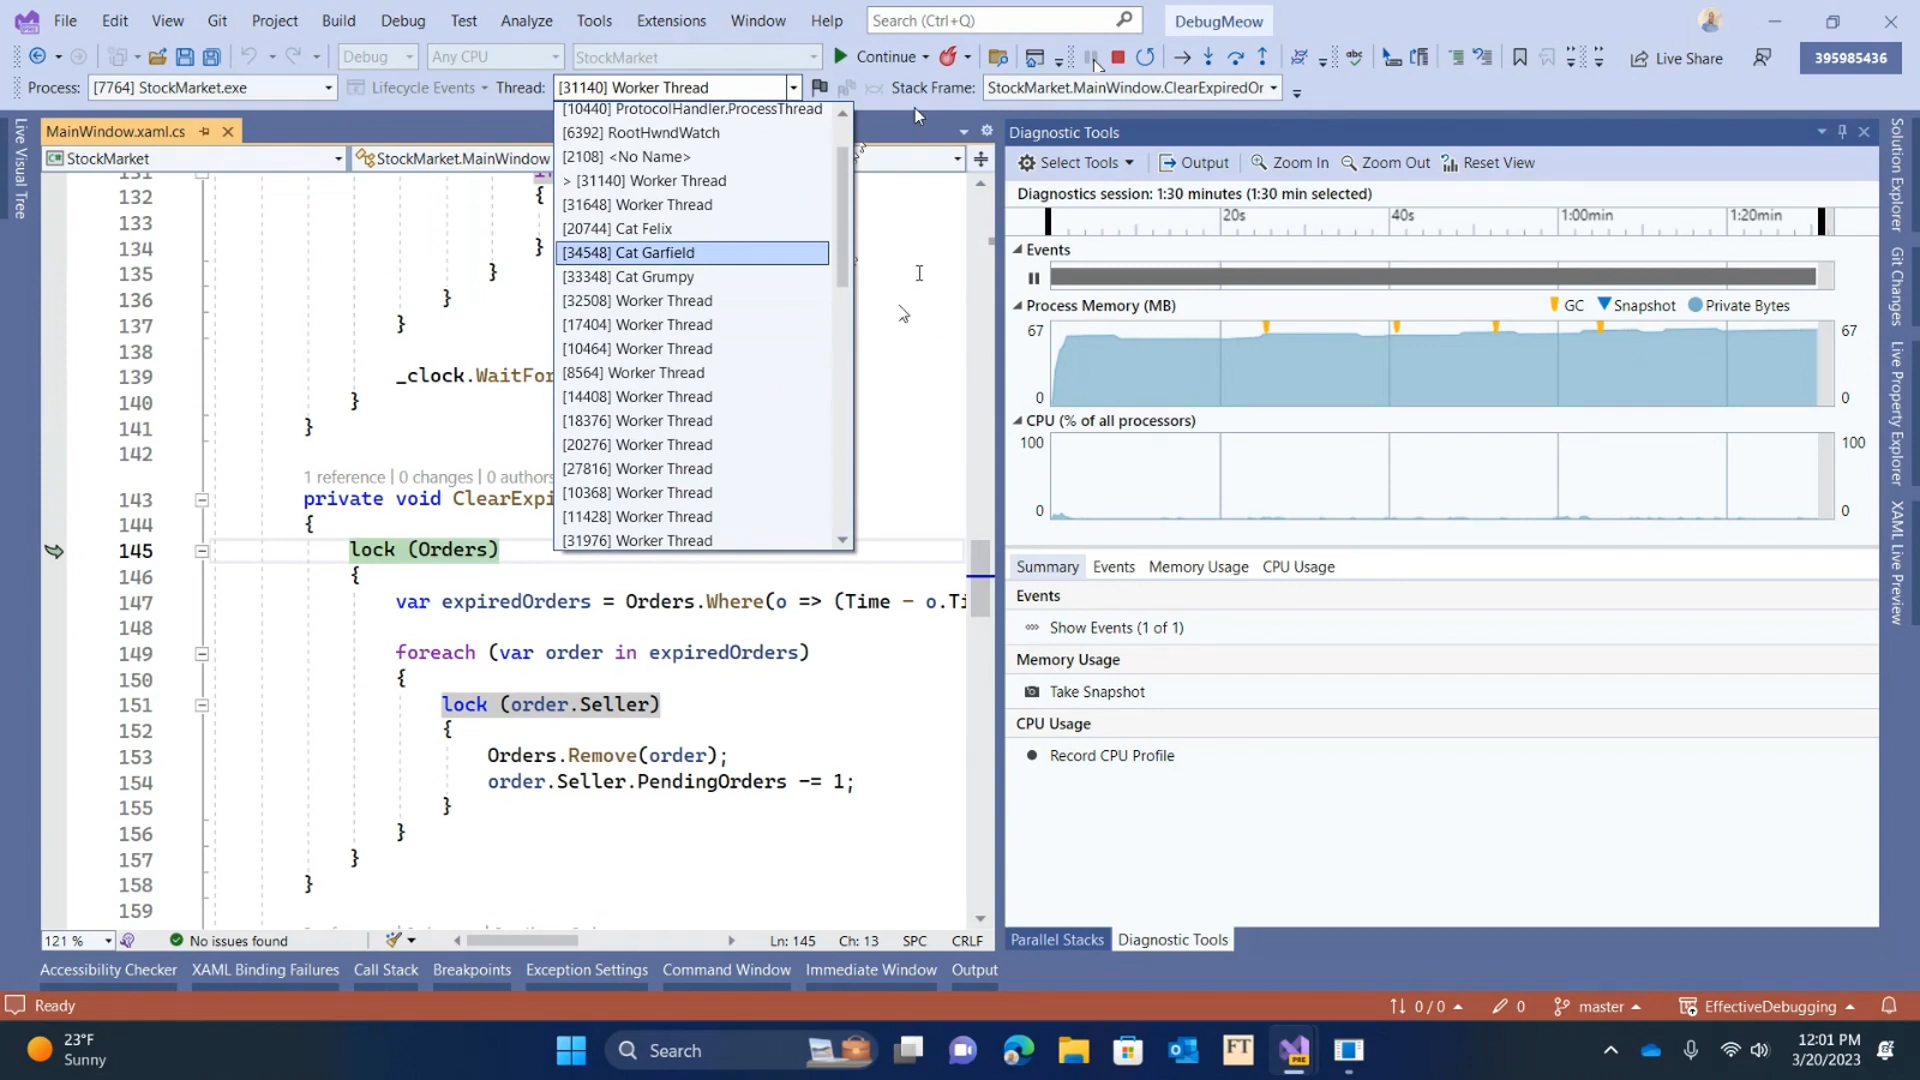 File Edit View Git Project Build Debug Test Analyze Tools Extensions Window Help Search (Ctrl+Q) DebugMeow
Debug Any CPU StockMarket Continue Live Share 395985436
Process: [7764] StockMarket.exe Lifecycle Events Thread: [31140] Worker Thread Stack Frame: StockMarket.MainWindow.ClearExpiredOr
MainWindow.xaml.cs
StockMarket StockMarket.MainWindow
[10440] ProtocolHandler.ProcessThread
[6392] RootHwndWatch
[2108] <No Name>
> [31140] Worker Thread
[31648] Worker Thread
[20744] Cat Felix
[34548] Cat Garfield
[33348] Cat Grumpy
[32508] Worker Thread
[17404] Worker Thread
[10464] Worker Thread
[8564] Worker Thread
[14408] Worker Thread
[18376] Worker Thread
[20276] Worker Thread
[27816] Worker Thread
[10368] Worker Thread
[11428] Worker Thread
[31976] Worker Thread
131
132 {
133
134 }
135 }
136 }
137 }
138
139 _clock.WaitFor
140 }
141 }
142
1 reference | 0 changes | 0 authors
143 private void ClearExpi
144 {
145 lock (Orders)
146 {
147 var expiredOrders = Orders.Where(o => (Time - o.Ti
148
149 foreach (var order in expiredOrders)
150 {
151 lock (order.Seller)
152 {
153 Orders.Remove(order);
154 order.Seller.PendingOrders -= 1;
155 }
156 }
157 }
158 }
159
121 % No issues found Ln: 145 Ch: 13 SPC CRLF
Accessibility Checker XAML Binding Failures Call Stack Breakpoints Exception Settings Command Window Immediate Window Output
Live Visual Tree
Diagnostic Tools
Select Tools Output Zoom In Zoom Out Reset View
Diagnostics session: 1:30 minutes (1:30 min selected)
20s 40s 1:00min 1:20min
Events
Process Memory (MB) GC Snapshot Private Bytes
67 67
0 0
CPU (% of all processors)
100 100
0 0
Summary Events Memory Usage CPU Usage
Events
Show Events (1 of 1)
Memory Usage
Take Snapshot
CPU Usage
Record CPU Profile
Parallel Stacks Diagnostic Tools
Solution Explorer
Git Changes
Live Property Explorer
XAML Live Preview
Ready 0 / 0 0 master EffectiveDebugging
23°F
Sunny
Search
FT
PRE
12:01 PM
3/20/2023